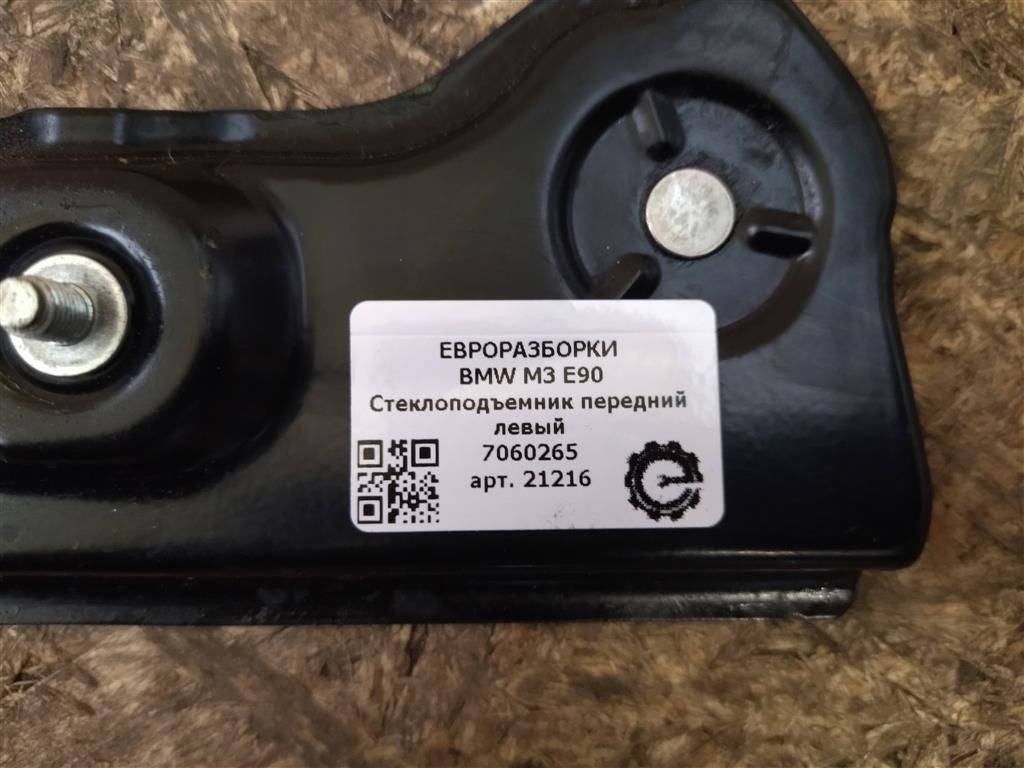 ЕВРОРАЗБОРКИ
BMW M3 E90
Стеклоподъемник передний
левый
7060265
арт. 21216